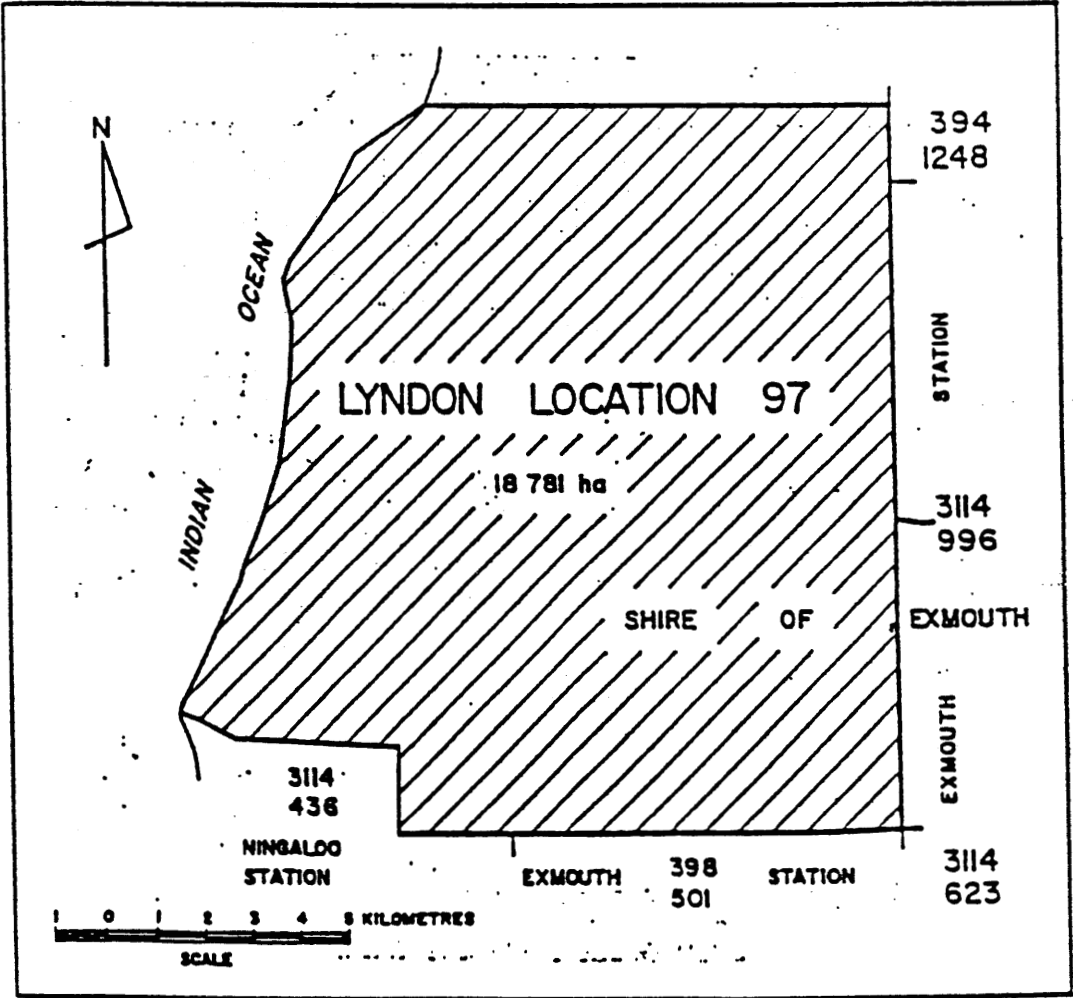 N
394
1248
OCEAN
STATION
LYNDON LOCATION 97
18 781 ha
INDIAN
3114
996
SHIRE OF EXMOUTH
EXMOUTH
3114
436
NINGALOO
STATION
EXMOUTH 398 STATION
501
3114
623
1 0 1 2 3 4 5 KILOMETRES
SCALE